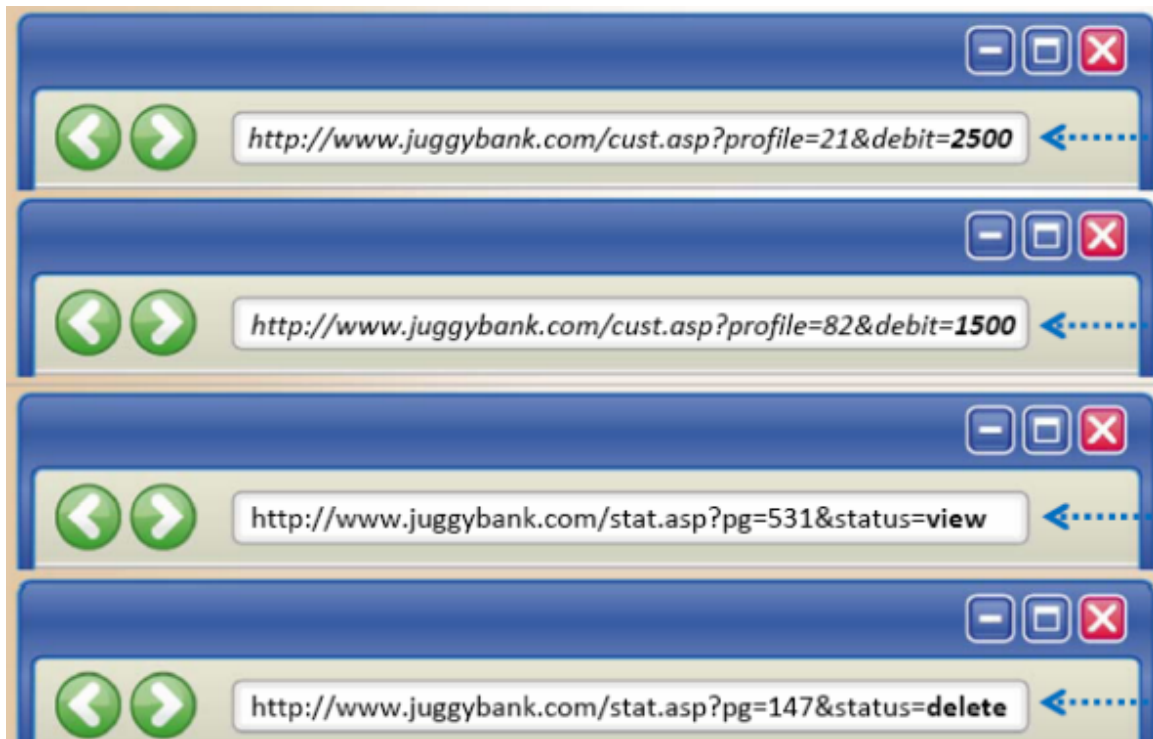 http://www.juggybank.com/cust.asp?profile=21&debit=2500
http://www.juggybank.com/cust.asp?profile=82&debit=1500
http://www.juggybank.com/stat.asp?pg=531&status=view
http://www.juggybank.com/stat.asp?pg=147&status=delete